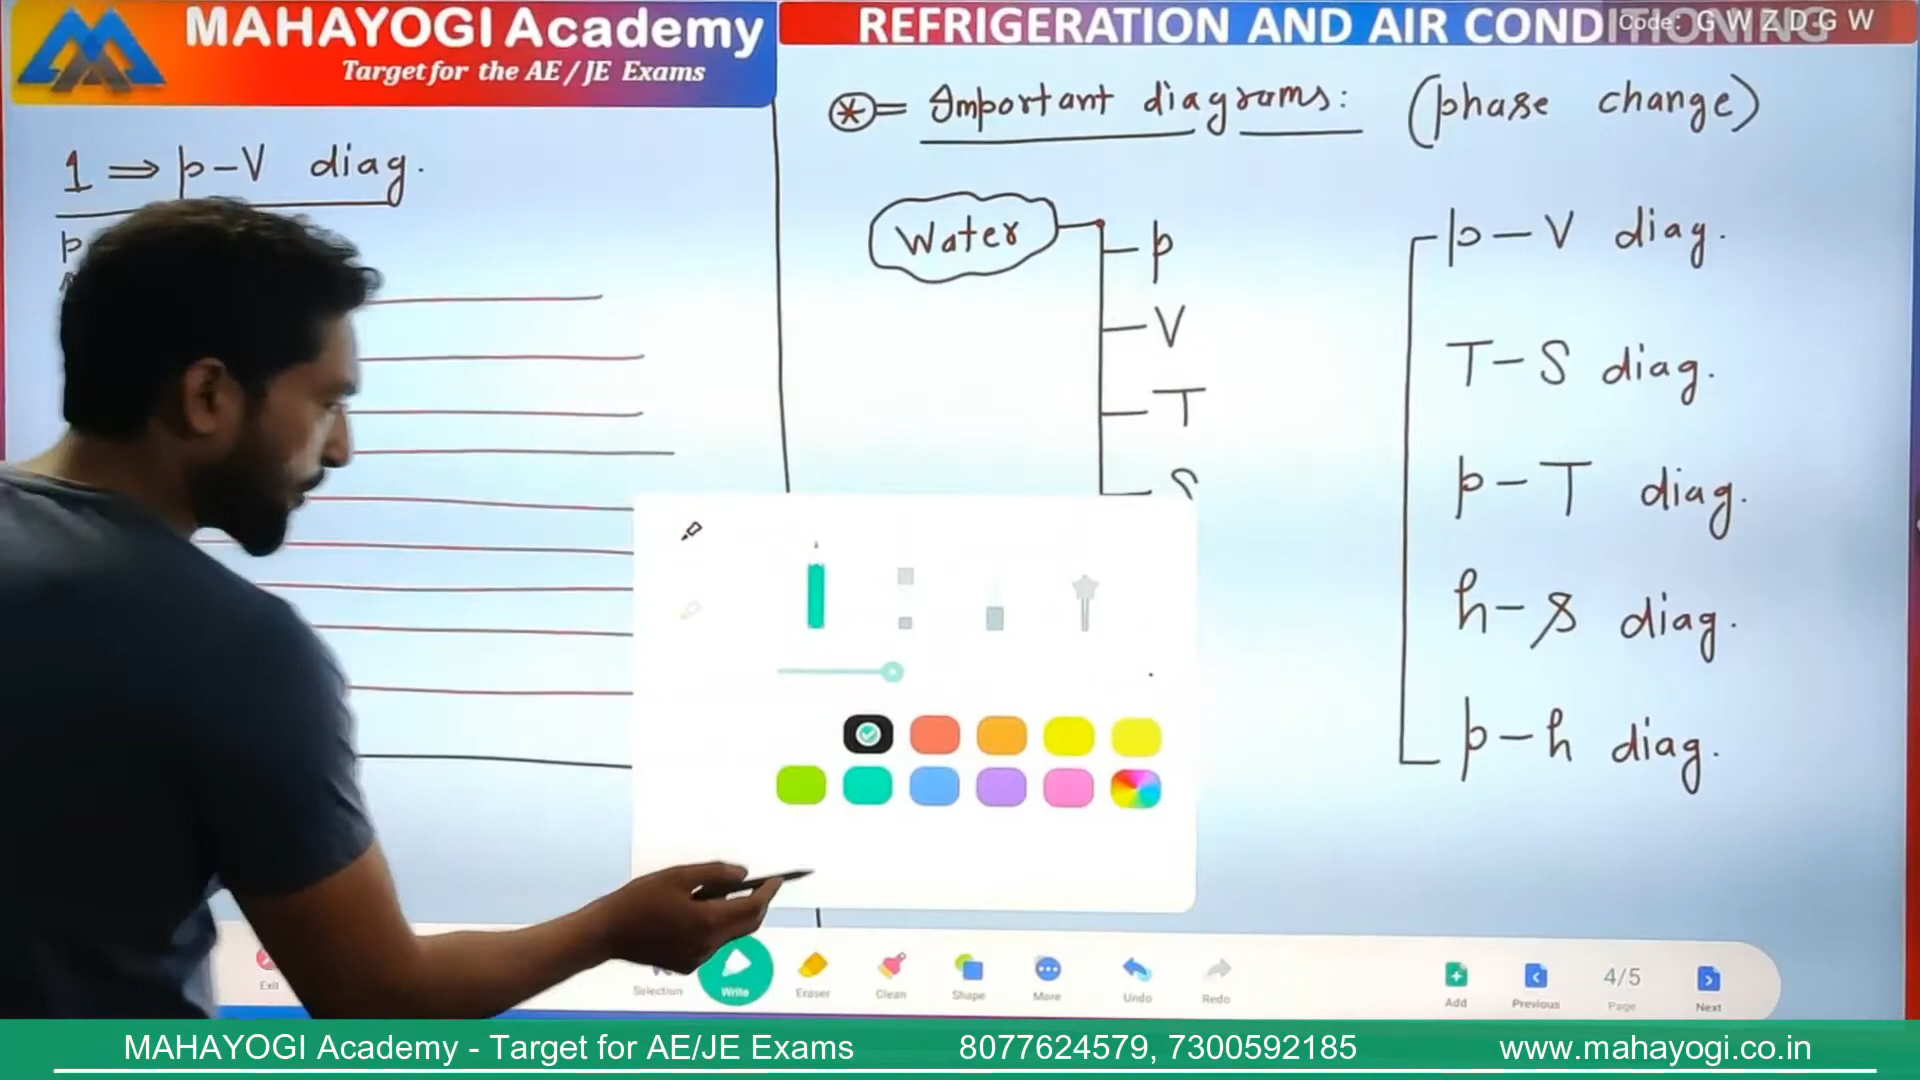 MAHAYOGI Academy
Target for the AE/JE Exams
REFRIGERATION AND AIR CONDITIONING
Code: G W Z D G W
* = Important diagrams: (phase change)
1 ⇒ p-V diag.
p
Water
p
V
T
S
p-V diag.
T-S diag.
p-T diag.
h-s diag.
p-h diag.
Exit
Selection
Write
Eraser
Clean
Shape
More
Undo
Redo
Add
Previous
4/5
Page
Next
MAHAYOGI Academy - Target for AE/JE Exams 8077624579, 7300592185 www.mahayogi.co.in